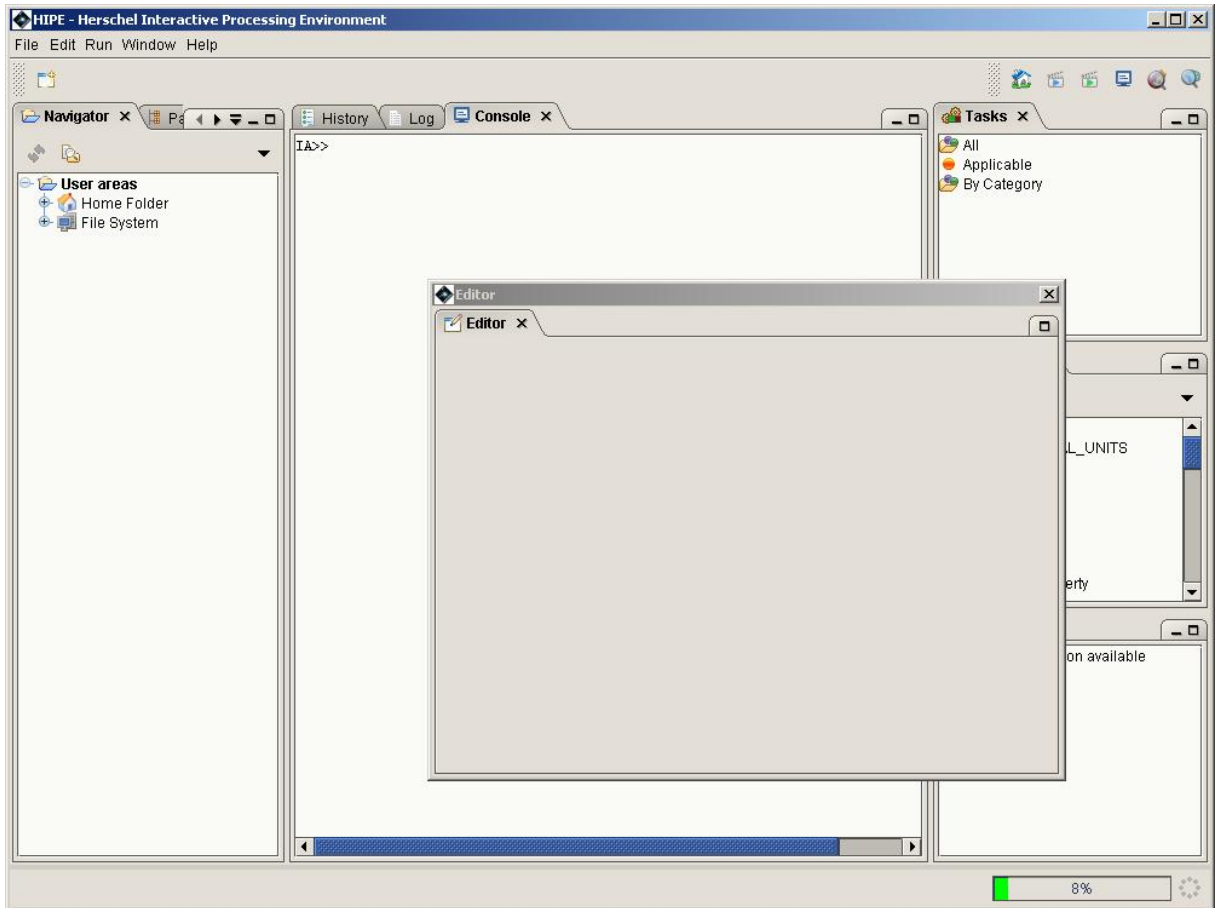 HIPE - Herschel Interactive Processing Environment
File Edit Run Window Help
Navigator
History
Log
Console
Tasks
IA>>
All
Applicable
By Category
User areas
Home Folder
File System
Editor
Editor
L_UNITS
erty
on available
8%